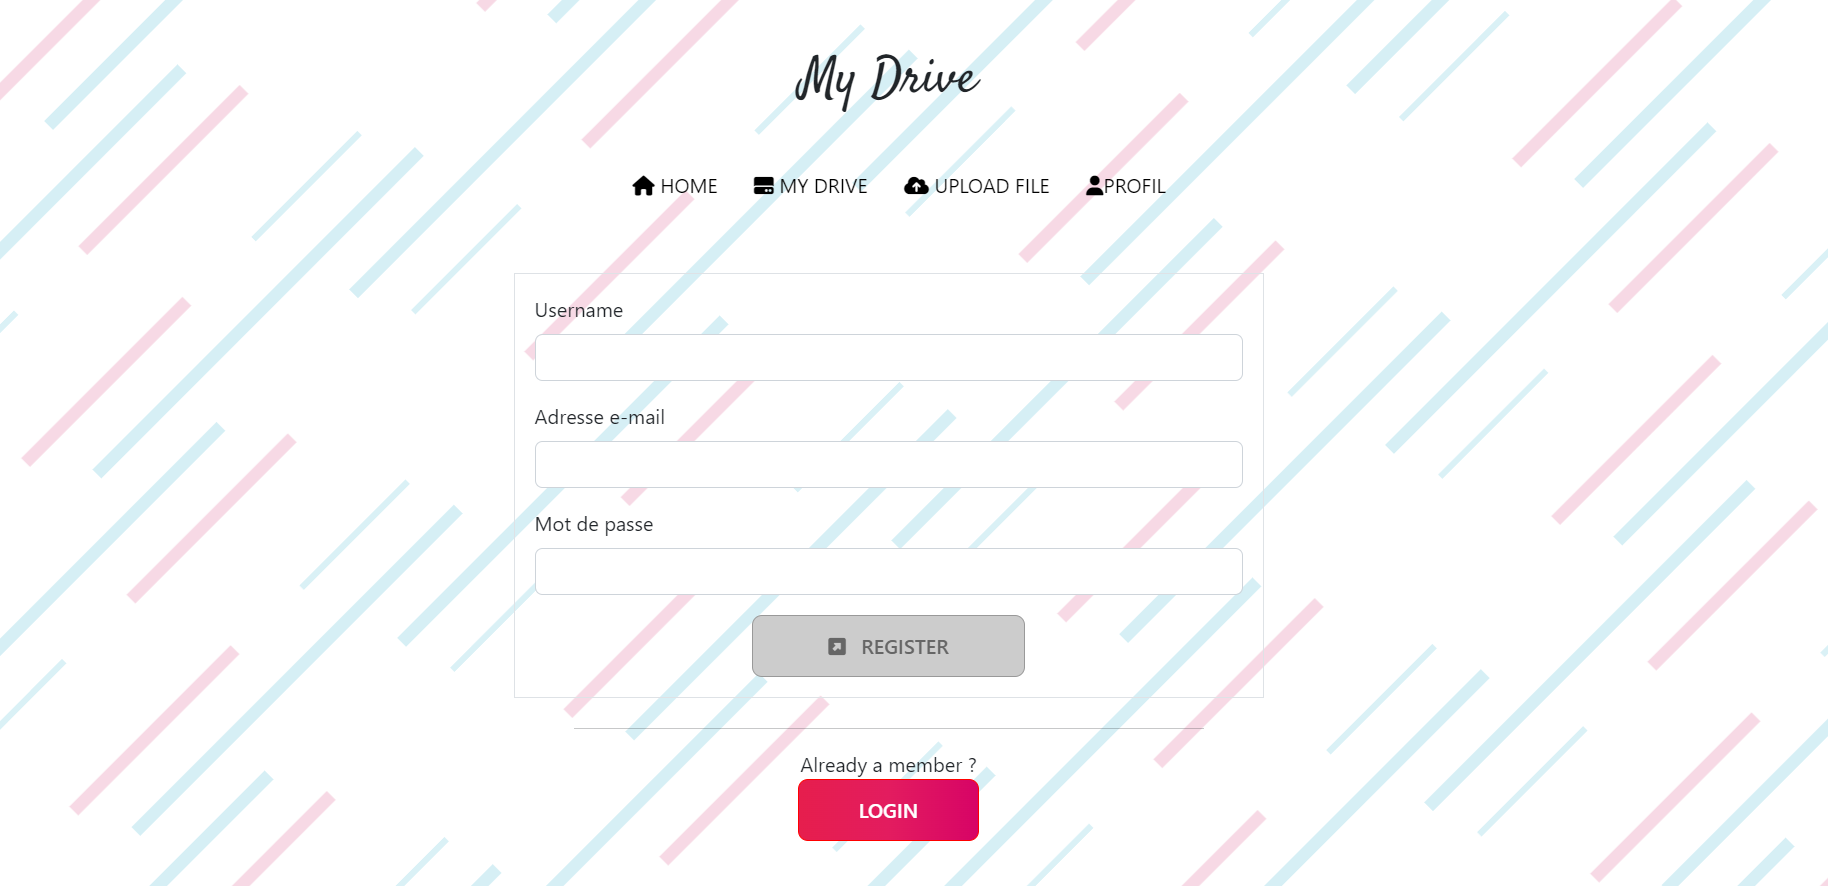 My Drive
HOME MY DRIVE UPLOAD FILE PROFIL
Username
Adresse e-mail
Mot de passe
REGISTER
Already a member ?
LOGIN